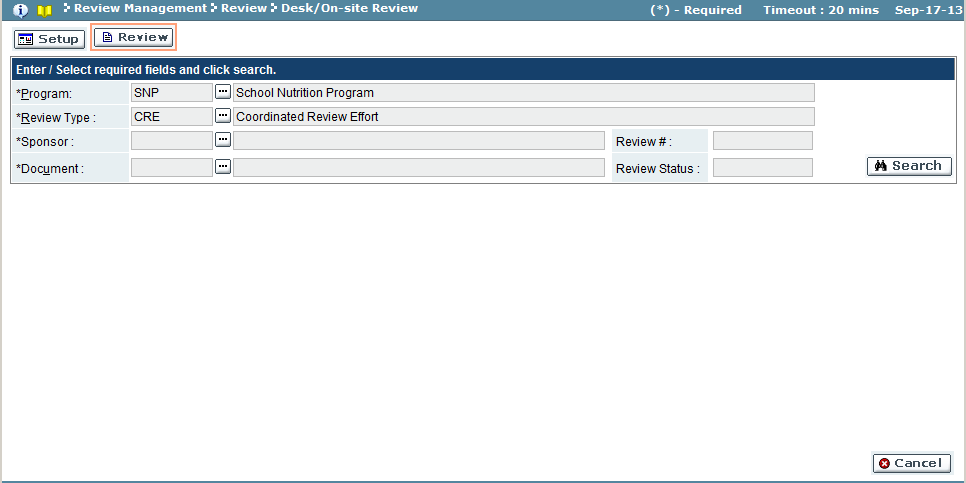 Review Management Review Desk/On-site Review (*) - Required Timeout : 20 mins Sep-17-13
Setup Review
Enter / Select required fields and click search.
*Program: SNP ... School Nutrition Program
*Review Type : CRE ... Coordinated Review Effort
*Sponsor : ... Review # :
*Document : ... Review Status : Search
Cancel